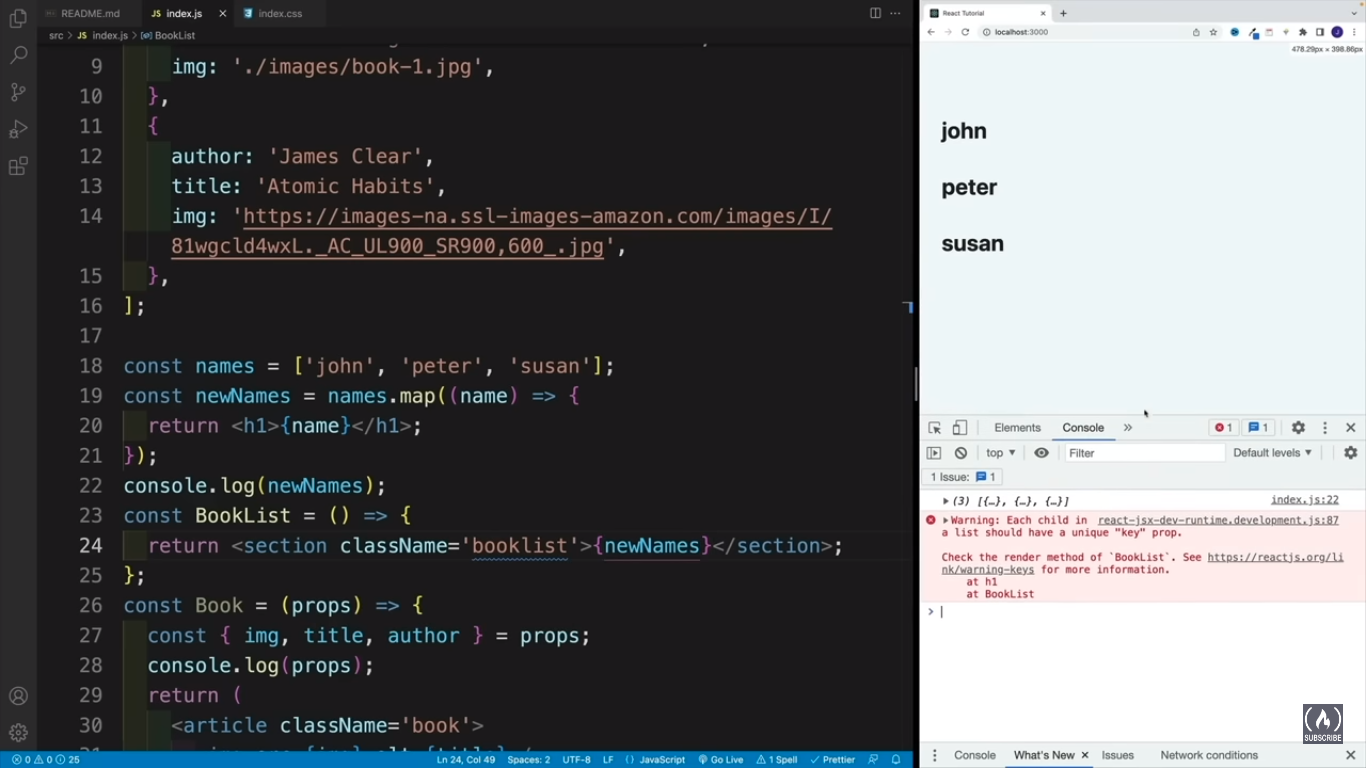 README.md
index.js
index.css
src > index.js > BookList
9 img: './images/book-1.jpg',
10 },
11 {
12 author: 'James Clear',
13 title: 'Atomic Habits',
14 img: 'https://images-na.ssl-images-amazon.com/images/I/
81wgcld4wxL._AC_UL900_SR900,600_.jpg',
15 },
16 ];
17
18 const names = ['john', 'peter', 'susan'];
19 const newNames = names.map((name) => {
20 return <h1>{name}</h1>;
21 });
22 console.log(newNames);
23 const BookList = () => {
24 return <section className='booklist'>{newNames}</section>;
25 };
26 const Book = (props) => {
27 const { img, title, author } = props;
28 console.log(props);
29 return (
30 <article className='book'>
0 0 25
Ln 24, Col 49 Spaces: 2 UTF-8 LF {} JavaScript Go Live 1 Spell Prettier
React Tutorial
localhost:3000
478.29px × 398.86px
john
peter
susan
Elements Console » 1 1
top Filter Default levels
1 Issue: 1
(3) [{…}, {…}, {…}] index.js:22
Warning: Each child in react-jsx-dev-runtime.development.js:87
a list should have a unique "key" prop.
Check the render method of `BookList`. See https://reactjs.org/li
nk/warning-keys for more information.
at h1
at BookList
SUBSCRIBE
Console What's New Issues Network conditions